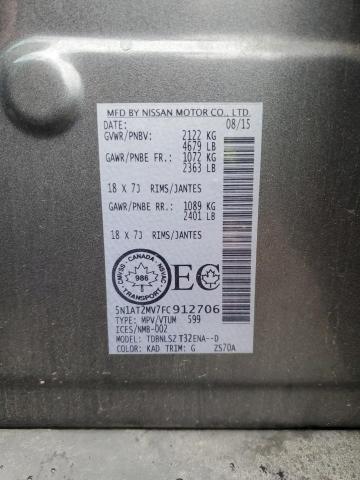 MFD BY NISSAN MOTOR CO., LTD.
DATE: 08/15
GVWR/PNBV: 2122 KG
4679 LB
GAWR/PNBE FR.: 1072 KG
2363 LB
18 X 7J RIMS/JANTES
GAWR/PNBE RR.: 1089 KG
2401 LB
18 X 7J RIMS/JANTES
CMVSS - CANADA - NSVAC
986
TRANSPORT
EC
5N1AT2MV7FC912706
TYPE: MPV/VTUM 599
ICES/NMB-002
MODEL: TDBNLSZ T32ENA--D
COLOR: KAD TRIM: G ZS70A